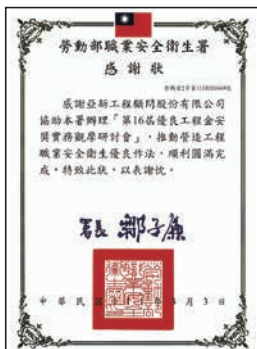 勞動部職業安全衛生署
感謝狀
感謝亞新工程顧問股份有限公司
協助本署辦理「第16屆優良工程金安
獎實務觀摩研討會」，推動營造工程
職業安全衛生優良作法，順利圓滿完
成，特致此狀，以表謝忱。
署長 鄒子廉
中華民國 月3日